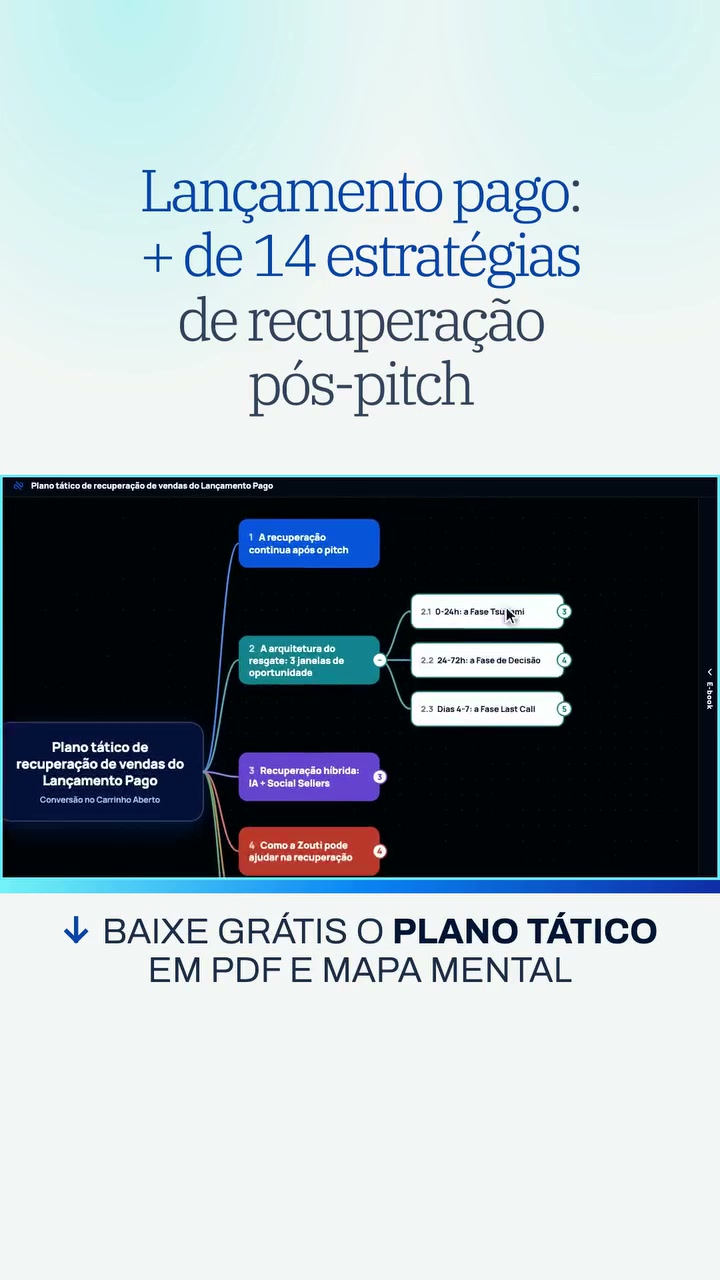 Lançamento pago:
+ de 14 estratégias
de recuperação
pós-pitch
Plano tático de recuperação de vendas do Lançamento Pago
1 A recuperação
continua após o pitch
2 A arquitetura do
resgate: 3 janelas de
oportunidade
-
2.1 0-24h: a Fase Tsunami
3
2.2 24-72h: a Fase de Decisão
4
2.3 Dias 4-7: a Fase Last Call
5
Plano tático de
recuperação de vendas do
Lançamento Pago
Conversão no Carrinho Aberto
3 Recuperação híbrida:
IA + Social Sellers
3
4 Como a Zouti pode
ajudar na recuperação
4
E-book
↓ BAIXE GRÁTIS O PLANO TÁTICO
EM PDF E MAPA MENTAL